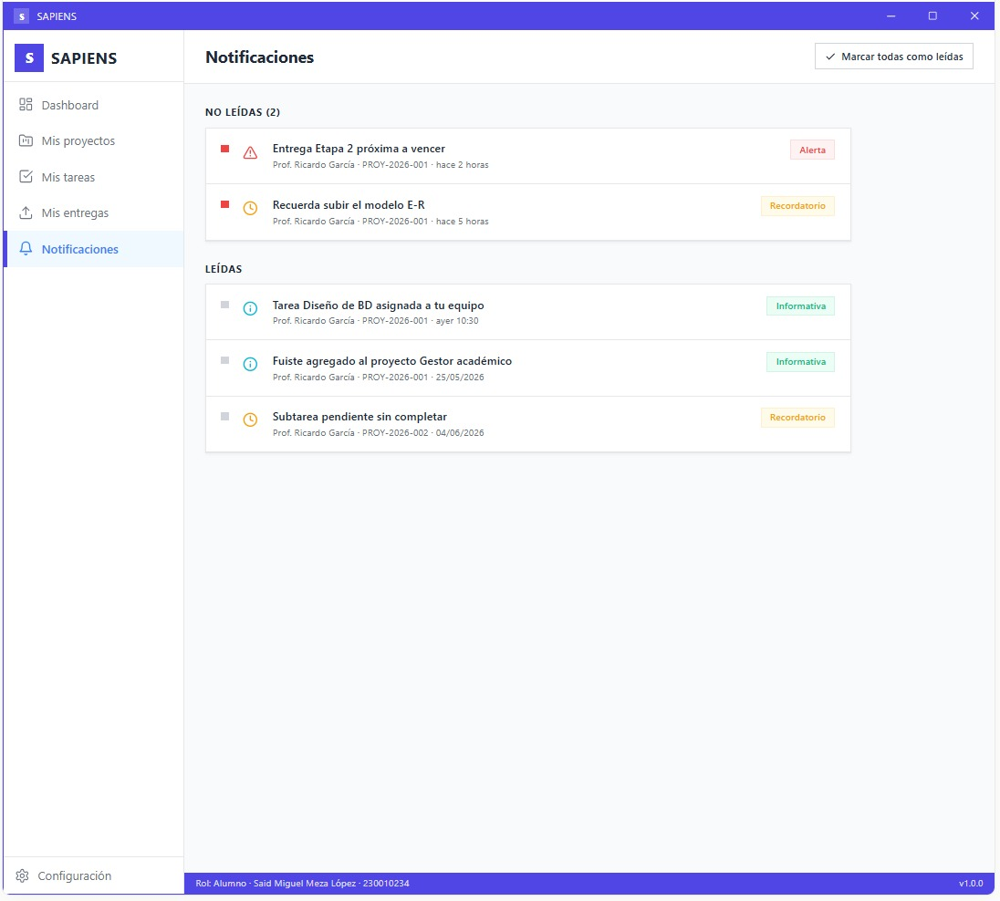 S SAPIENS
S SAPIENS
Dashboard
Mis proyectos
Mis tareas
Mis entregas
Notificaciones
Configuración
Notificaciones
Marcar todas como leídas
NO LEÍDAS (2)
Entrega Etapa 2 próxima a vencer
Alerta
Prof. Ricardo García · PROY-2026-001 · hace 2 horas
Recuerda subir el modelo E-R
Recordatorio
Prof. Ricardo García · PROY-2026-001 · hace 5 horas
LEÍDAS
Tarea Diseño de BD asignada a tu equipo
Informativa
Prof. Ricardo García · PROY-2026-001 · ayer 10:30
Fuiste agregado al proyecto Gestor académico
Informativa
Prof. Ricardo García · PROY-2026-001 · 25/05/2026
Subtarea pendiente sin completar
Recordatorio
Prof. Ricardo García · PROY-2026-002 · 04/06/2026
Rol: Alumno · Said Miguel Meza López · 230010234
v1.0.0